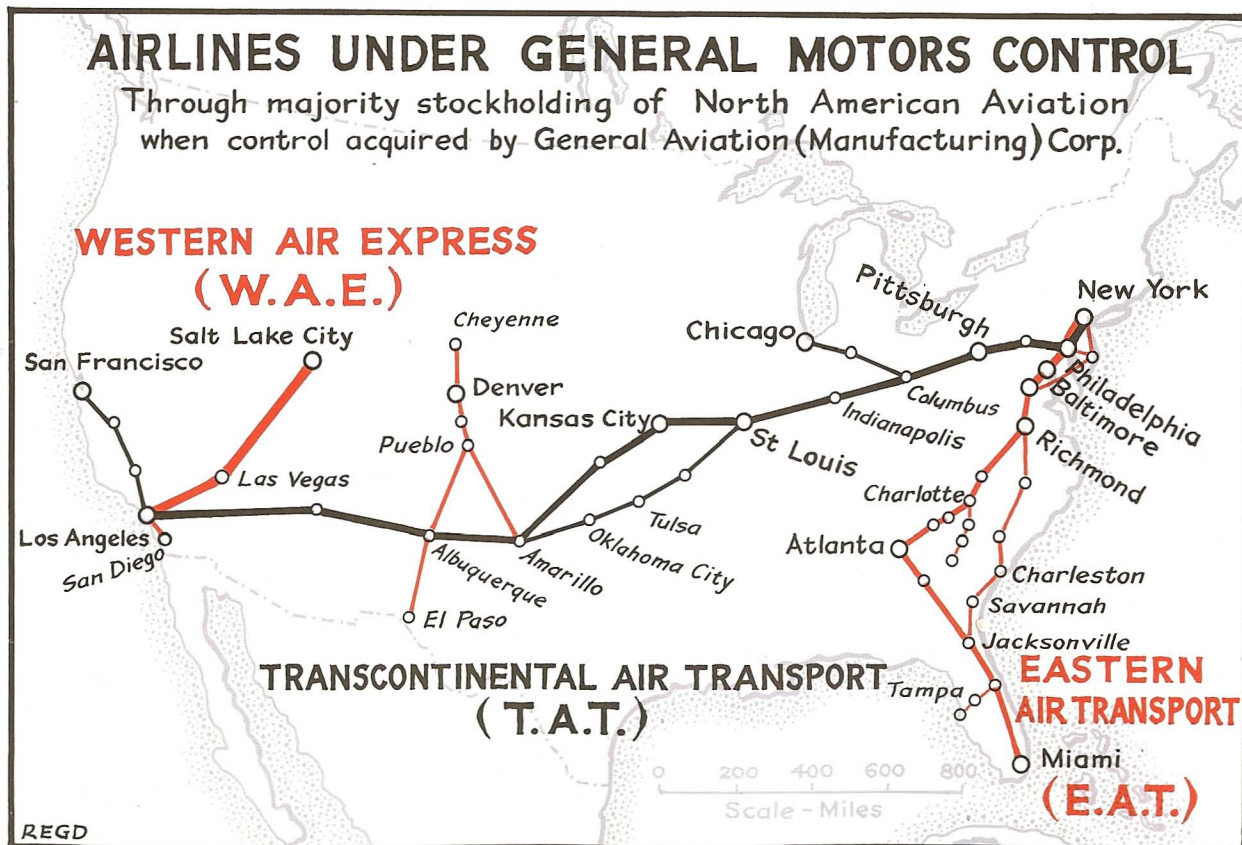 AIRLINES UNDER GENERAL MOTORS CONTROL
Through majority stockholding of North American Aviation
when control acquired by General Aviation (Manufacturing) Corp.
WESTERN AIR EXPRESS
(W.A.E.)
Salt Lake City
San Francisco
Las Vegas
Los Angeles
San Diego
Cheyenne
Denver
Pueblo
Kansas City
Albuquerque
Amarillo
El Paso
Oklahoma City
Tulsa
St Louis
Chicago
Indianapolis
Columbus
Pittsburgh
New York
Philadelphia
Baltimore
Richmond
Charlotte
Atlanta
Charleston
Savannah
Jacksonville
Tampa
Miami
TRANSCONTINENTAL AIR TRANSPORT
(T.A.T.)
EASTERN
AIR TRANSPORT
(E.A.T.)
0 200 400 600 800
Scale - Miles
REGD